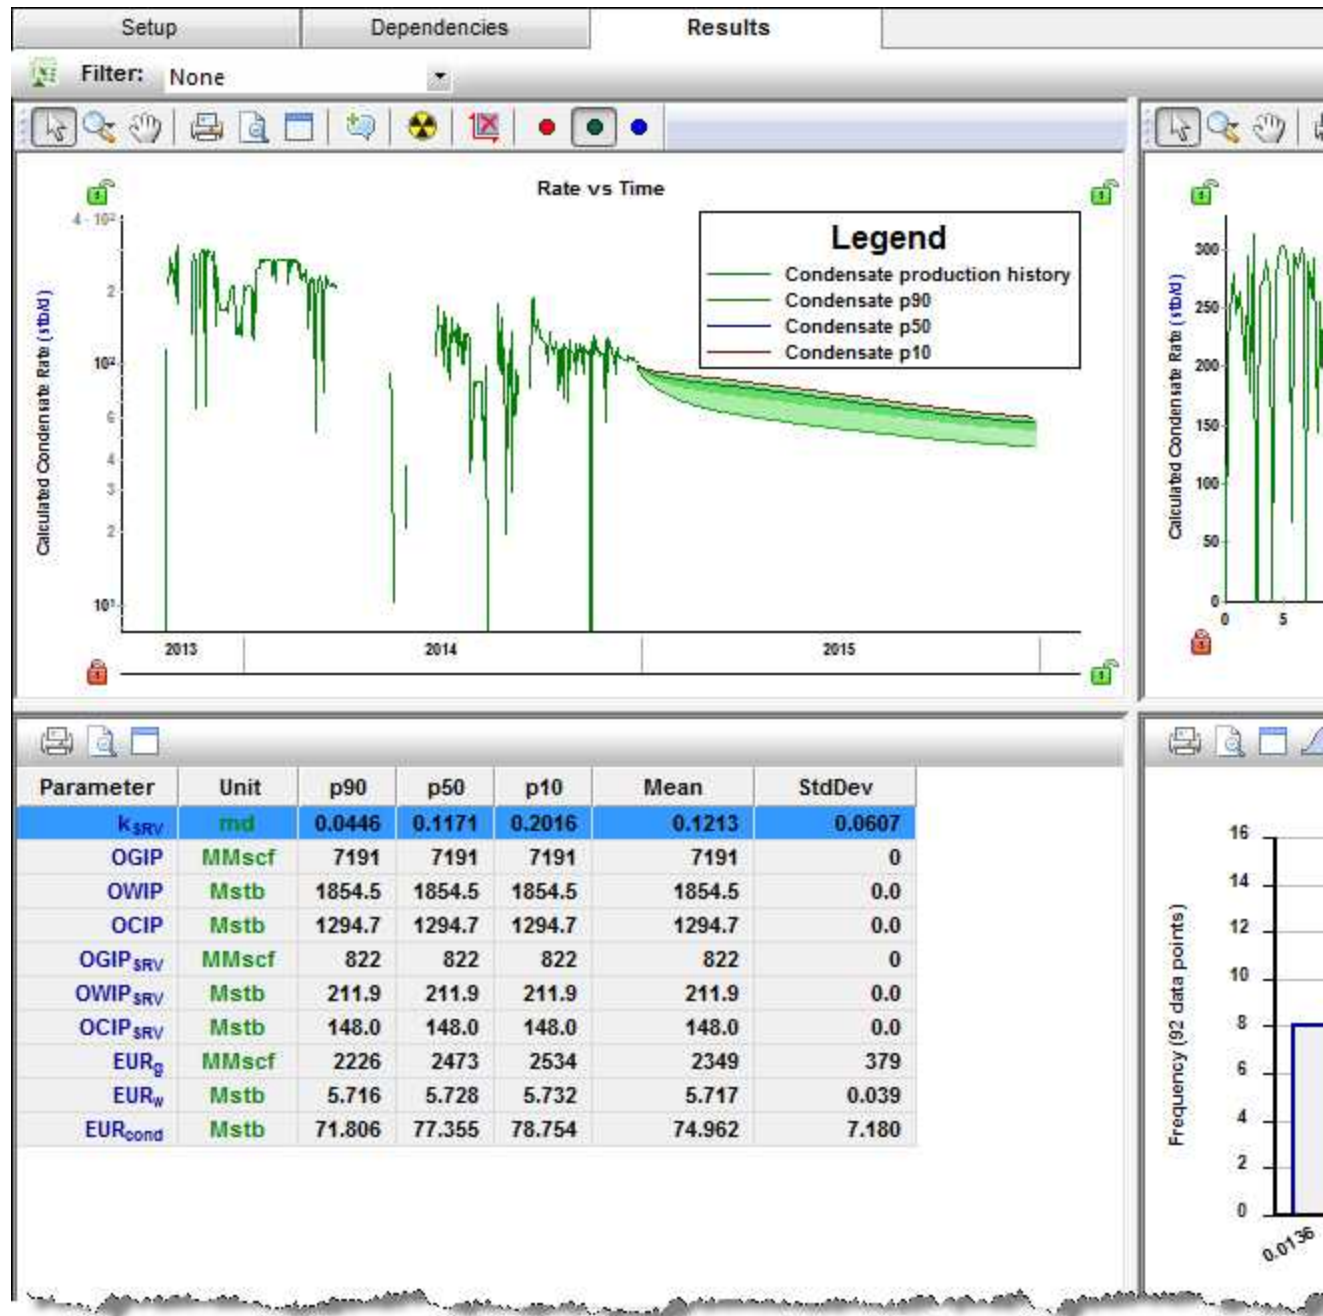 Setup Dependencies Results
Filter: None
Rate vs Time
Legend
Condensate production history
Condensate p90
Condensate p50
Condensate p10
Calculated Condensate Rate (stb/d)
4 · 10²
2
10²
6
4
3
2
10¹
2013 2014 2015
Calculated Condensate Rate (stb/d)
300
250
200
150
100
50
0
0 5
Parameter Unit p90 p50 p10 Mean StdDev
kSRV md 0.0446 0.1171 0.2016 0.1213 0.0607
OGIP MMscf 7191 7191 7191 7191 0
OWIP Mstb 1854.5 1854.5 1854.5 1854.5 0.0
OCIP Mstb 1294.7 1294.7 1294.7 1294.7 0.0
OGIPSRV MMscf 822 822 822 822 0
OWIPSRV Mstb 211.9 211.9 211.9 211.9 0.0
OCIPSRV Mstb 148.0 148.0 148.0 148.0 0.0
EURg MMscf 2226 2473 2534 2349 379
EURw Mstb 5.716 5.728 5.732 5.717 0.039
EURcond Mstb 71.806 77.355 78.754 74.962 7.180
Frequency (92 data points)
16
14
12
10
8
6
4
2
0
0.0136